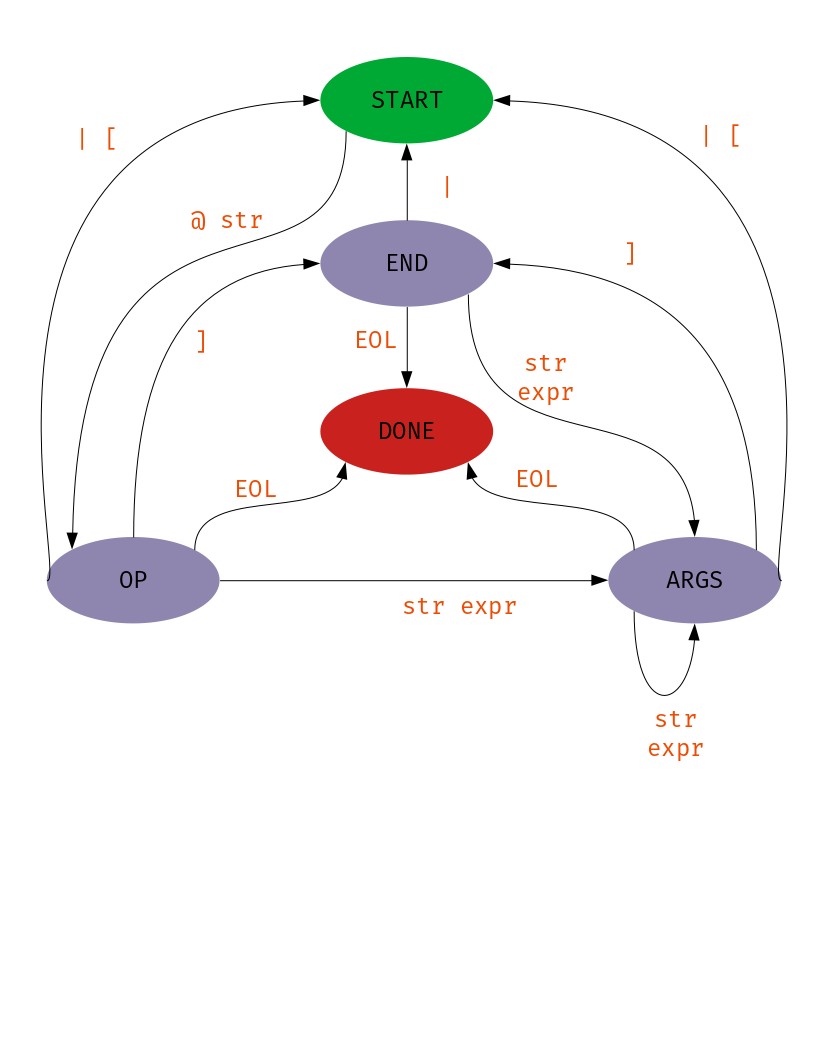 START
| [
| [
|
@ str
END
]
]
EOL
str
expr
DONE
EOL
EOL
OP
ARGS
str expr
str
expr